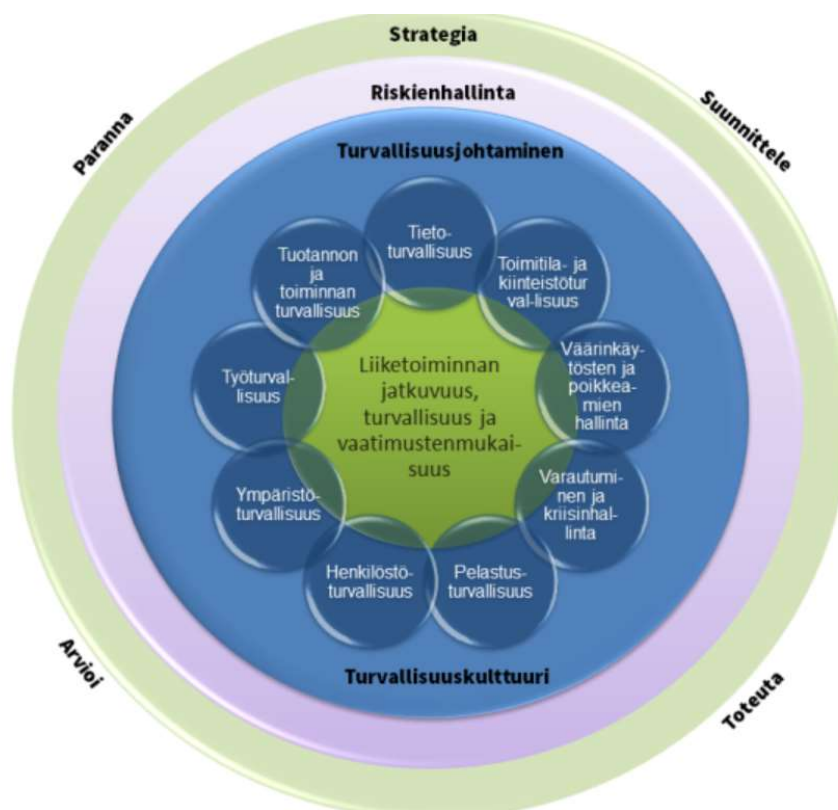 Strategia
Riskienhallinta
Turvallisuusjohtaminen
Paranna
Suunnittele
Tieto-
turvallisuus
Toimitila- ja
kiinteistötur
val-lisuus
Väärinkäy-
tösten ja
poikkea-
mien
hallinta
Varautumi-
nen ja
kriisinhal-
linta
Pelastus-
turvallisuus
Henkilöstö-
turvallisuus
Ympäristö-
turvallisuus
Työturval-
lisuus
Tuotannon
ja
toiminnan
turvallisuus
Liiketoiminnan
jatkuvuus,
turvallisuus ja
vaatimustenmukai-
suus
Turvallisuuskulttuuri
Arvioi
Toteuta